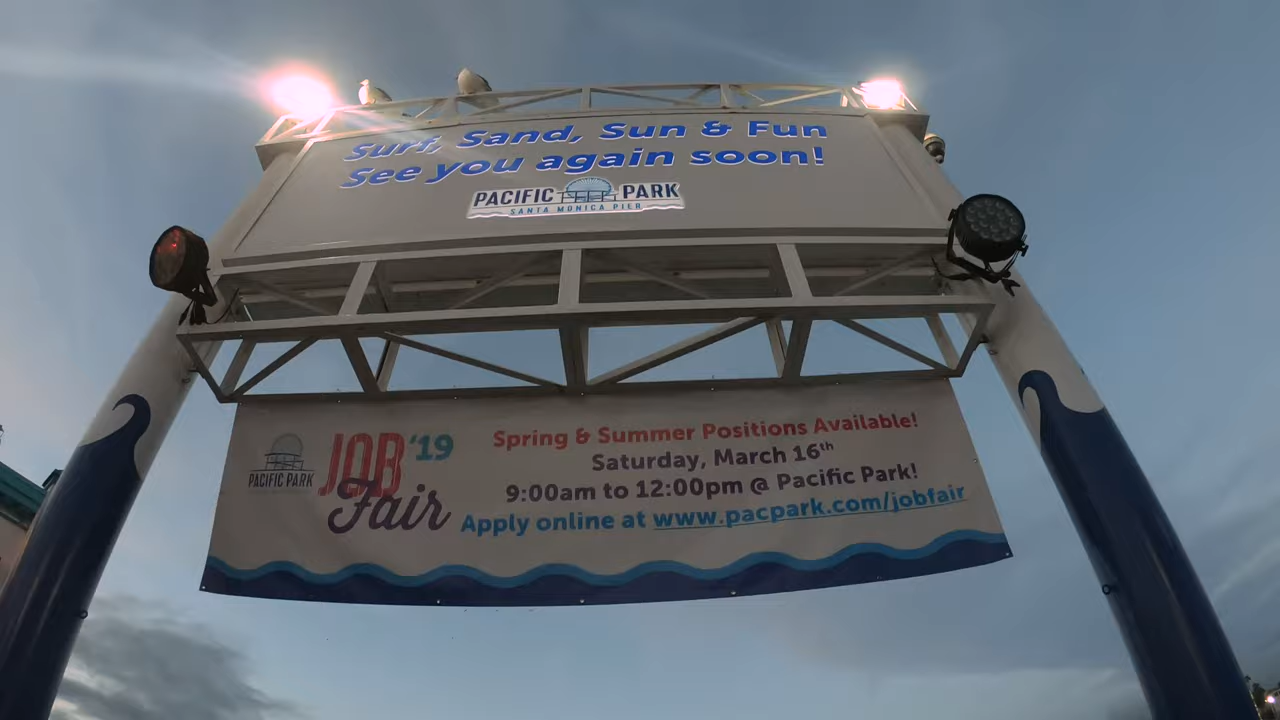 Surf, Sand, Sun & Fun
See you again soon!
PACIFIC PARK
SANTA MONICA PIER
PACIFIC PARK
JOB '19
Fair
Spring & Summer Positions Available!
Saturday, March 16th
9:00am to 12:00pm @ Pacific Park!
Apply online at www.pacpark.com/jobfair